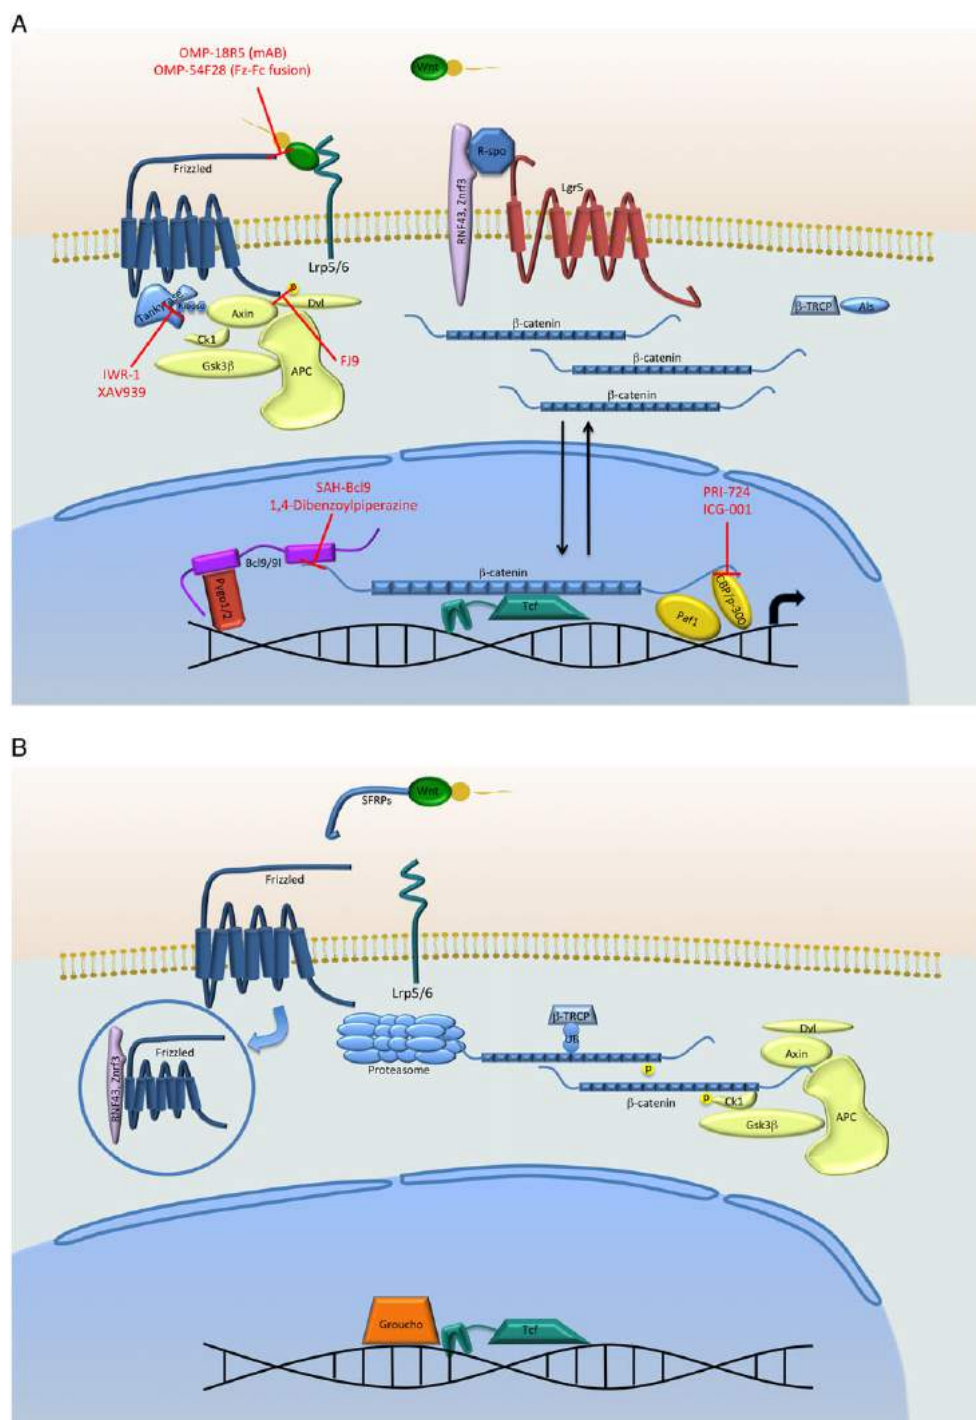 A
OMP-18R5 (mAB)
OMP-54F28 (Fz-Fc fusion)
Wnt
Frizzled
R-spo
RNF43, Znrf3
Lgr5
Lrp5/6
P
Tankyrase
Axin
Dvl
β-TRCP
Als
β-catenin
Ck1
Gsk3β
APC
FJ9
IWR-1
XAV939
β-catenin
β-catenin
SAH-Bcl9
1,4-Dibenzoylpiperazine
PRI-724
ICG-001
Bcl9/9l
Pygo1/2
β-catenin
Tcf
Paf1
CBP/p-300
B
SFRPs
Wnt
Frizzled
Lrp5/6
RNF43, Znrf3
Frizzled
Proteasome
β-TRCP
UB
P
Dvl
Axin
β-catenin
P
Ck1
Gsk3β
APC
Groucho
Tcf